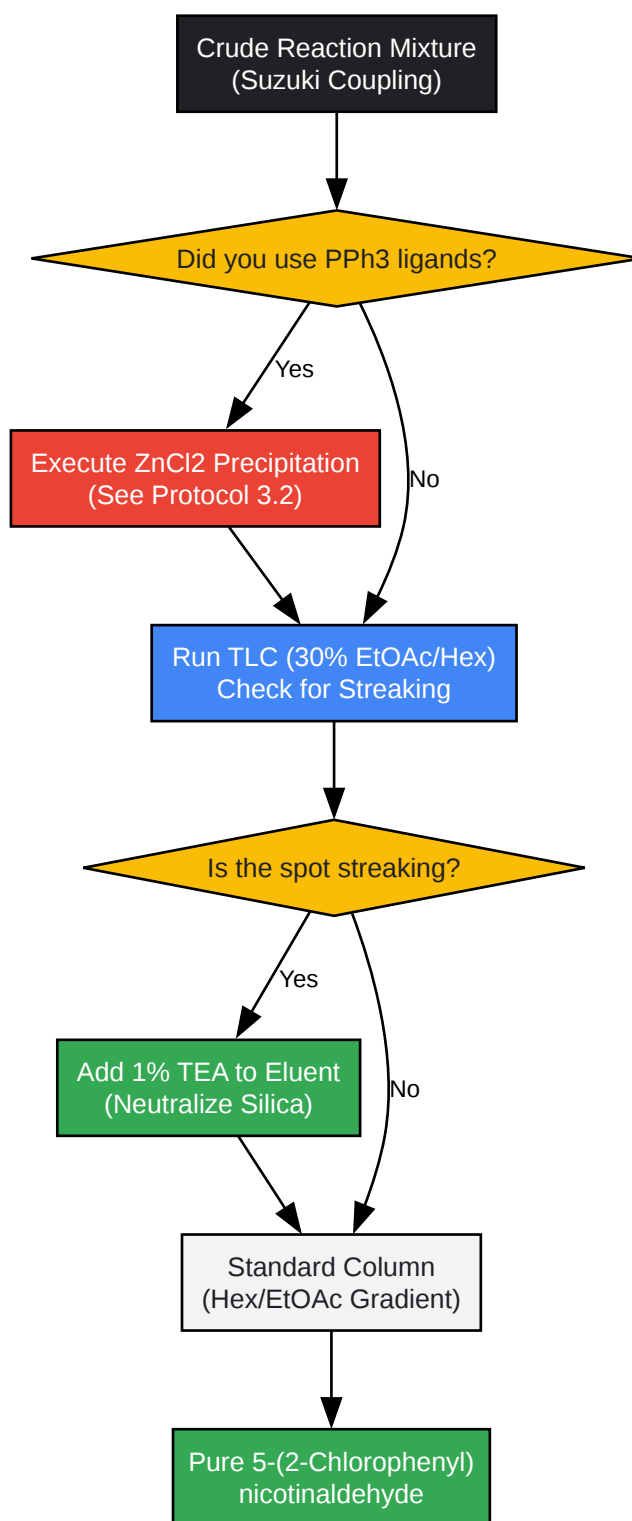 Crude Reaction Mixture
(Suzuki Coupling)
Did you use PPh3 ligands?
Yes
Execute ZnCl2 Precipitation
(See Protocol 3.2)
No
Run TLC (30% EtOAc/Hex)
Check for Streaking
Is the spot streaking?
Yes
Add 1% TEA to Eluent
(Neutralize Silica)
No
Standard Column
(Hex/EtOAc Gradient)
Pure 5-(2-Chlorophenyl)
nicotinaldehyde